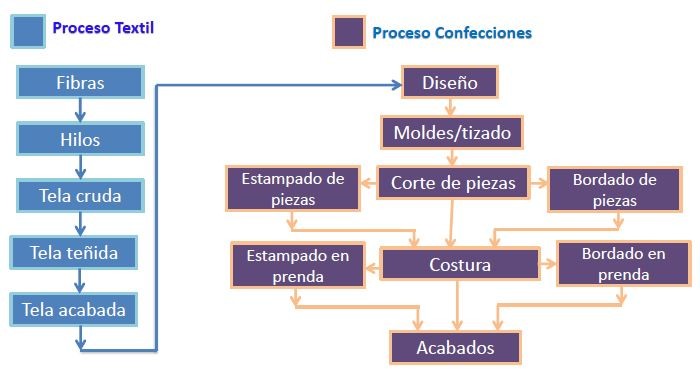 Proceso Textil
Proceso Confecciones
Fibras
Hilos
Tela cruda
Tela teñida
Tela acabada
Diseño
Moldes/tizado
Estampado de
piezas
Corte de piezas
Bordado de
piezas
Estampado en
prenda
Costura
Bordado en
prenda
Acabados